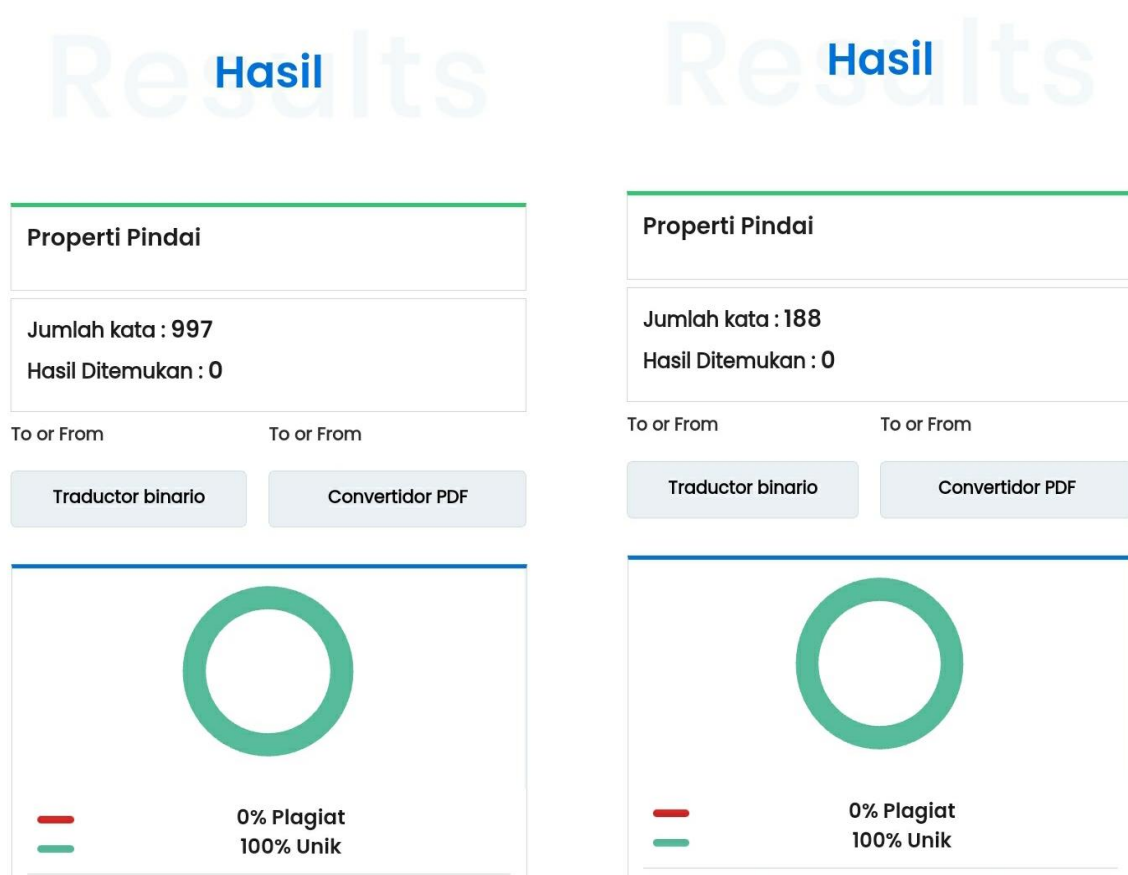 Results
Hasil
Properti Pindai
Jumlah kata : 997
Hasil Ditemukan : 0
To or From
To or From
Traductor binario
Convertidor PDF
0% Plagiat
100% Unik
Results
Hasil
Properti Pindai
Jumlah kata : 188
Hasil Ditemukan : 0
To or From
To or From
Traductor binario
Convertidor PDF
0% Plagiat
100% Unik